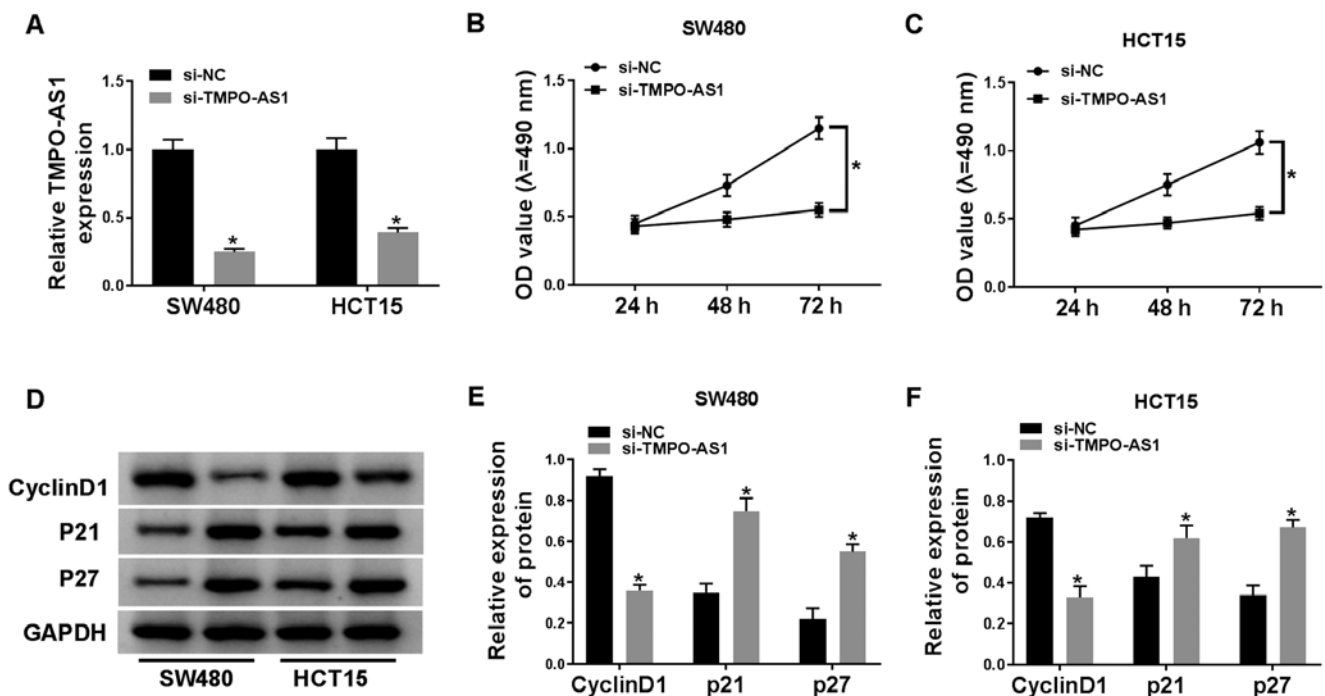 A
Relative TMPO-AS1
expression
si-NC
si-TMPO-AS1
1.5
1.0
0.5
0.0
*
*
SW480
HCT15
B
SW480
OD value (λ=490 nm)
si-NC
si-TMPO-AS1
1.5
1.0
0.5
0.0
*
24 h
48 h
72 h
C
HCT15
OD value (λ=490 nm)
si-NC
si-TMPO-AS1
1.5
1.0
0.5
0.0
*
24 h
48 h
72 h
D
CyclinD1
P21
P27
GAPDH
SW480
HCT15
E
SW480
Relative expression
of protein
si-NC
si-TMPO-AS1
1.0
0.8
0.6
0.4
0.2
0.0
*
*
*
CyclinD1
p21
p27
F
HCT15
Relative expression
of protein
si-NC
si-TMPO-AS1
1.0
0.8
0.6
0.4
0.2
0.0
*
*
*
CyclinD1
p21
p27